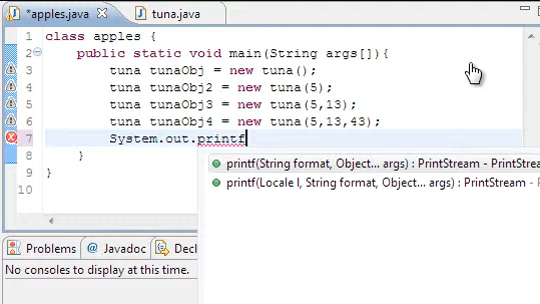 *apples.java
tuna.java
1 class apples {
2 public static void main(String args[]){
3 tuna tunaObj = new tuna();
4 tuna tunaObj2 = new tuna(5);
5 tuna tunaObj3 = new tuna(5,13);
6 tuna tunaObj4 = new tuna(5,13,43);
7 System.out.printf
8 }
9 }
10
printf(String format, Object... args) : PrintStream - PrintStrea
printf(Locale l, String format, Object... args) : PrintStream - P
Problems @ Javadoc Decl
No consoles to display at this time.